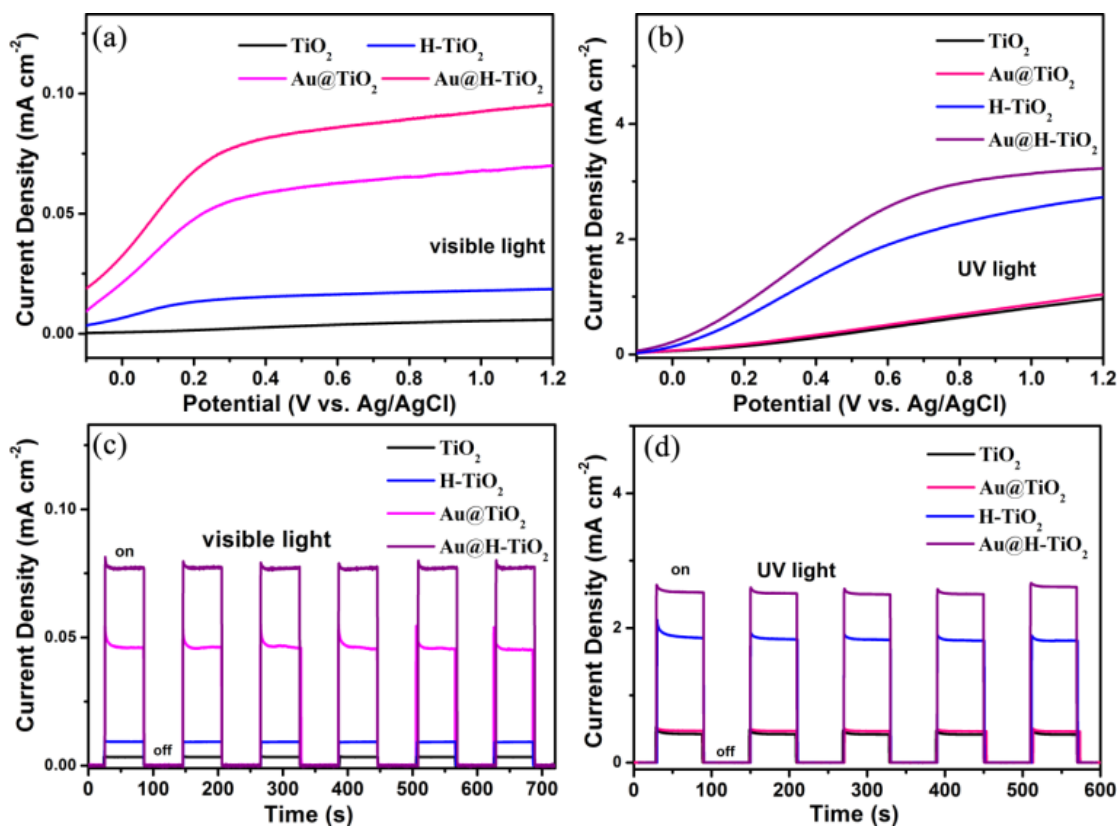 (a)
TiO₂
H-TiO₂
Au@TiO₂
Au@H-TiO₂
visible light
Current Density (mA cm⁻²)
0.10
0.05
0.00
0.0 0.2 0.4 0.6 0.8 1.0 1.2
Potential (V vs. Ag/AgCl)
(b)
TiO₂
Au@TiO₂
H-TiO₂
Au@H-TiO₂
UV light
Current Density (mA cm⁻²)
4
2
0
0.0 0.2 0.4 0.6 0.8 1.0 1.2
Potential (V vs. Ag/AgCl)
(c)
TiO₂
H-TiO₂
Au@TiO₂
Au@H-TiO₂
visible light
on
off
Current Density (mA cm⁻²)
0.10
0.05
0.00
0 100 200 300 400 500 600 700
Time (s)
(d)
TiO₂
Au@TiO₂
H-TiO₂
Au@H-TiO₂
on
UV light
off
Current Density (mA cm⁻²)
4
2
0
0 100 200 300 400 500 600
Time (s)